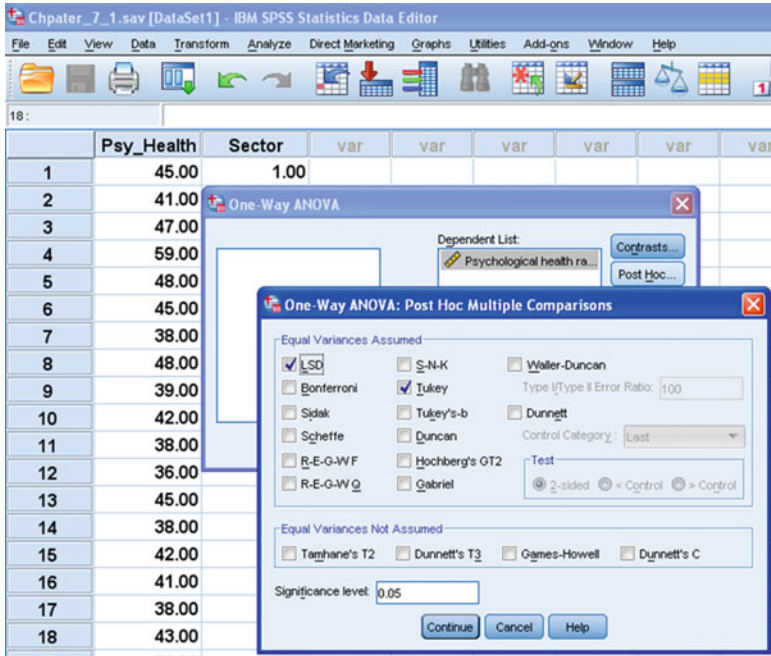 Chpater_7_1.sav [DataSet1] - IBM SPSS Statistics Data Editor
File Edit View Data Transform Analyze Direct Marketing Graphs Utilities Add-ons Window Help
1
18 :
Psy_Health Sector var var var var var var
1 45.00 1.00
2 41.00
3 47.00
4 59.00
5 48.00
6 45.00
7 38.00
8 48.00
9 39.00
10 42.00
11 38.00
12 36.00
13 45.00
14 38.00
15 42.00
16 41.00
17 38.00
18 43.00
One-Way ANOVA
Dependent List:
Psychological health ra...
Contrasts...
Post Hoc...
One-Way ANOVA: Post Hoc Multiple Comparisons
Equal Variances Assumed
LSD S-N-K Waller-Duncan
Bonferroni Tukey Type I/Type II Error Ratio: 100
Sidak Tukey's-b Dunnett
Scheffe Duncan Control Category : Last
R-E-G-W F Hochberg's GT2 Test
R-E-G-W Q Gabriel 2-sided < Control > Control
Equal Variances Not Assumed
Tamhane's T2 Dunnett's T3 Games-Howell Dunnett's C
Significance level: 0.05
Continue Cancel Help